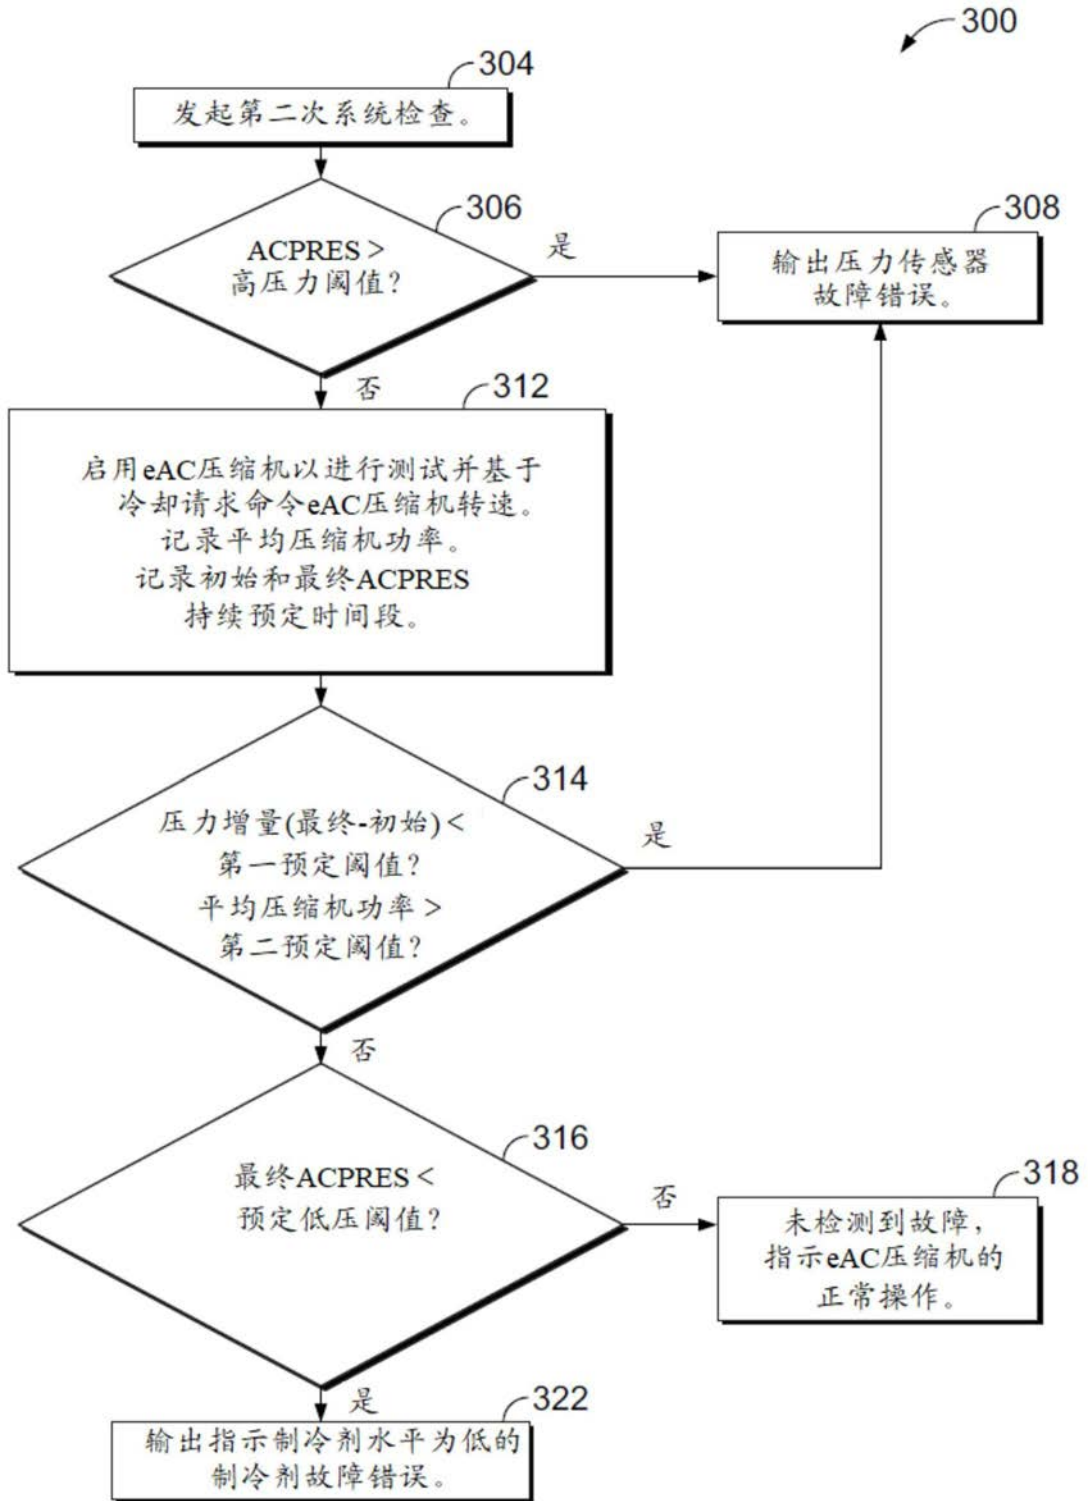 300
304
发起第二次系统检查。
306
ACPRES＞
高压力阈值？
是
308
输出压力传感器
故障错误。
否
312
启用eAC压缩机以进行测试并基于
冷却请求命令eAC压缩机转速。
记录平均压缩机功率。
记录初始和最终ACPRES
持续预定时间段。
314
压力增量(最终-初始)＜
第一预定阈值？
平均压缩机功率＞
第二预定阈值？
是
否
316
最终ACPRES＜
预定低压阈值？
否
318
未检测到故障，
指示eAC压缩机的
正常操作。
是
322
输出指示制冷剂水平为低的
制冷剂故障错误。